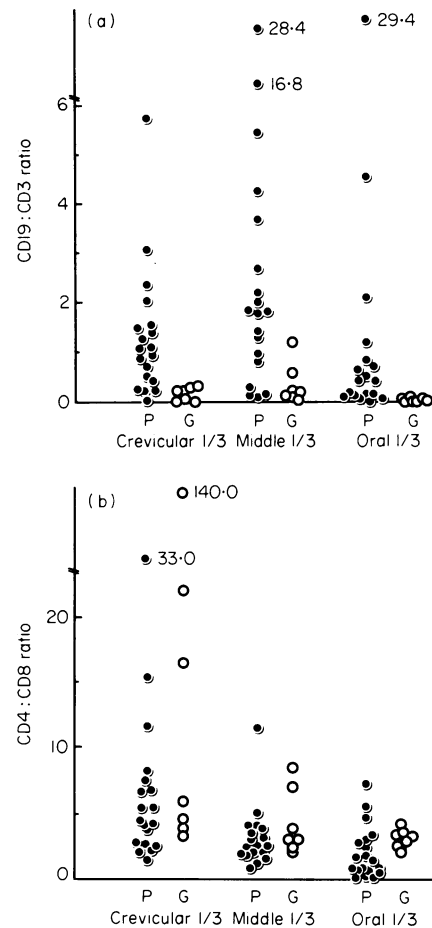 (a)
28·4
29·4
16·8
6
4
2
0
CD19:CD3 ratio
P G P G P G
Crevicular 1/3 Middle 1/3 Oral 1/3
(b)
140·0
33·0
20
10
0
CD4:CD8 ratio
P G P G P G
Crevicular 1/3 Middle 1/3 Oral 1/3